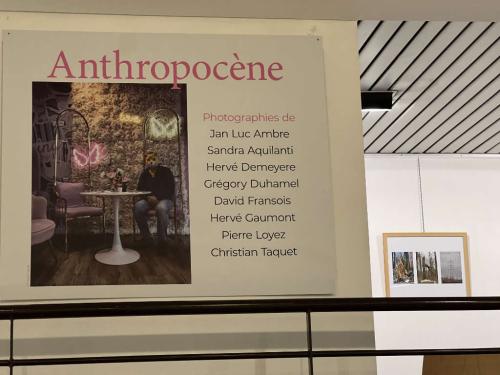 Anthropocène
Photographies de
Jan Luc Ambre
Sandra Aquilanti
Hervé Demeyere
Grégory Duhamel
David Fransois
Hervé Gaumont
Pierre Loyez
Christian Taquet